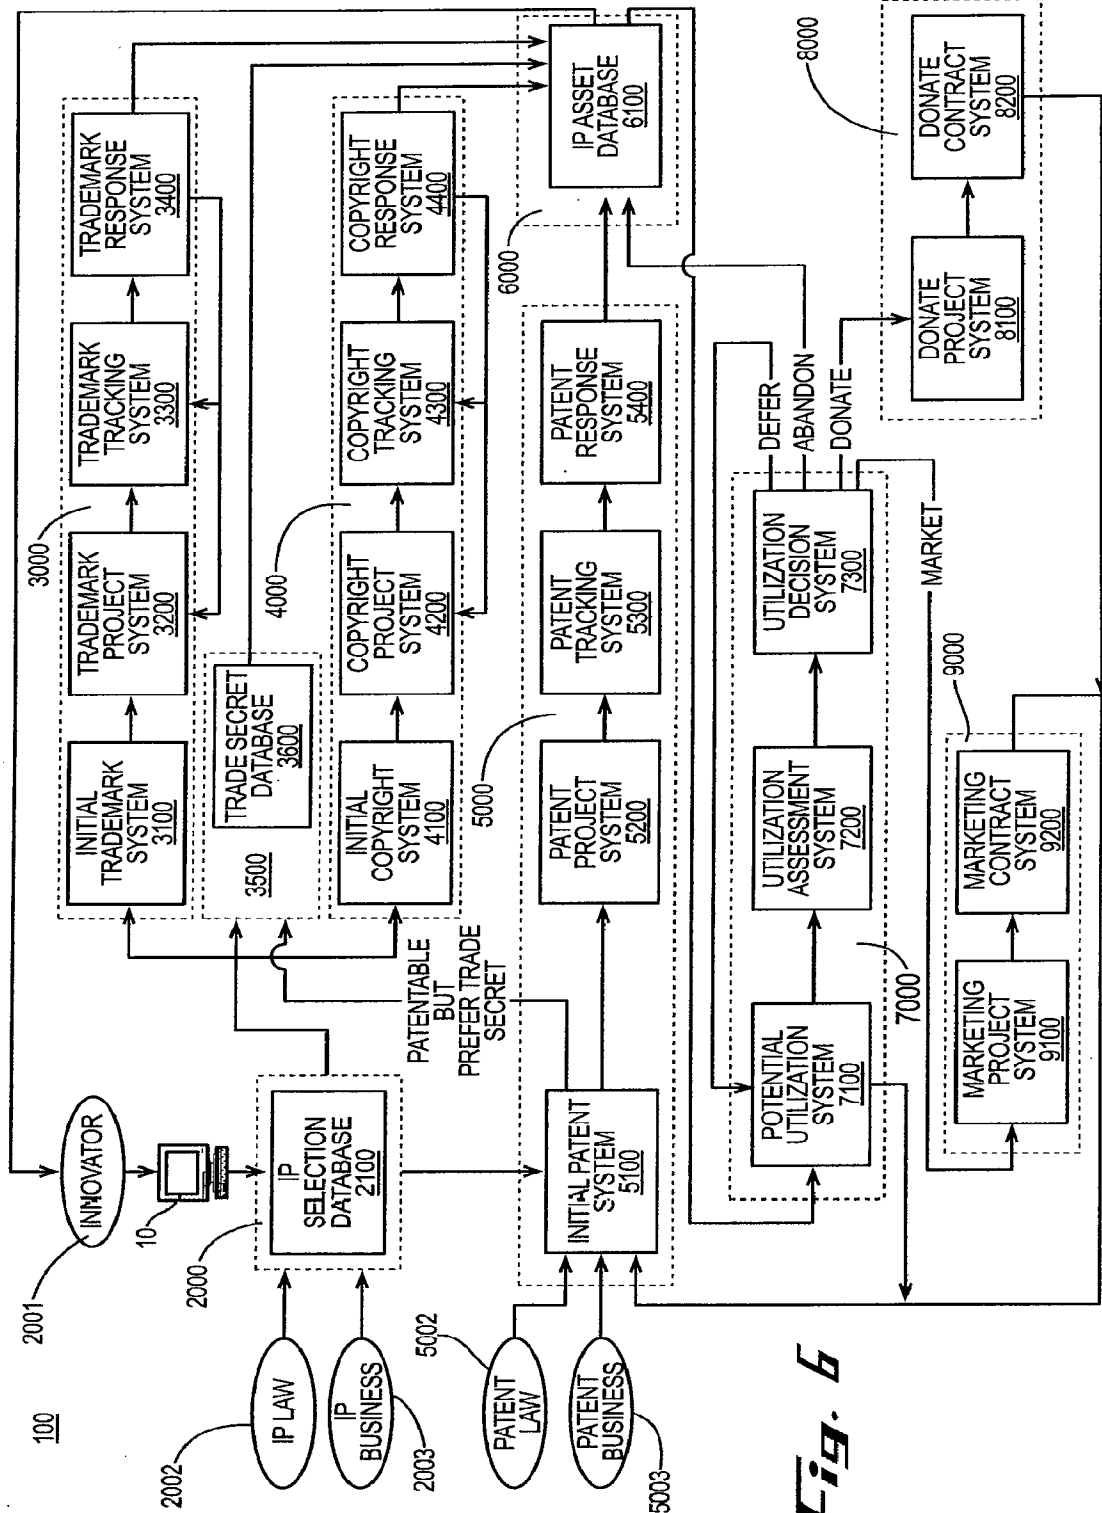 100
2001
INNOVATOR
10
2002
IP LAW
2003
IP
BUSINESS
2000
IP
SELECTION
DATABASE
2100
3000
INITIAL
TRADEMARK
SYSTEM
3100
TRADEMARK
PROJECT
SYSTEM
3200
TRADEMARK
TRACKING
SYSTEM
3300
TRADEMARK
RESPONSE
SYSTEM
3400
3500
TRADE SECRET
DATABASE
3600
4000
INITIAL
COPYRIGHT
SYSTEM
4100
COPYRIGHT
PROJECT
SYSTEM
4200
COPYRIGHT
TRACKING
SYSTEM
4300
COPYRIGHT
RESPONSE
SYSTEM
4400
PATENTABLE
BUT
PREFER TRADE
SECRET
5002
PATENT
LAW
5003
PATENT
BUSINESS
5000
INITIAL PATENT
SYSTEM
5100
PATENT
PROJECT
SYSTEM
5200
PATENT
TRACKING
SYSTEM
5300
PATENT
RESPONSE
SYSTEM
5400
6000
IP ASSET
DATABASE
6100
7000
POTENTIAL
UTILIZATION
SYSTEM
7100
UTILIZATION
ASSESSMENT
SYSTEM
7200
UTILIZATION
DECISION
SYSTEM
7300
DEFER
ABANDON
DONATE
MARKET
8000
DONATE
PROJECT
SYSTEM
8100
DONATE
CONTRACT
SYSTEM
8200
9000
MARKETING
PROJECT
SYSTEM
9100
MARKETING
CONTRACT
SYSTEM
9200
Fig. 6